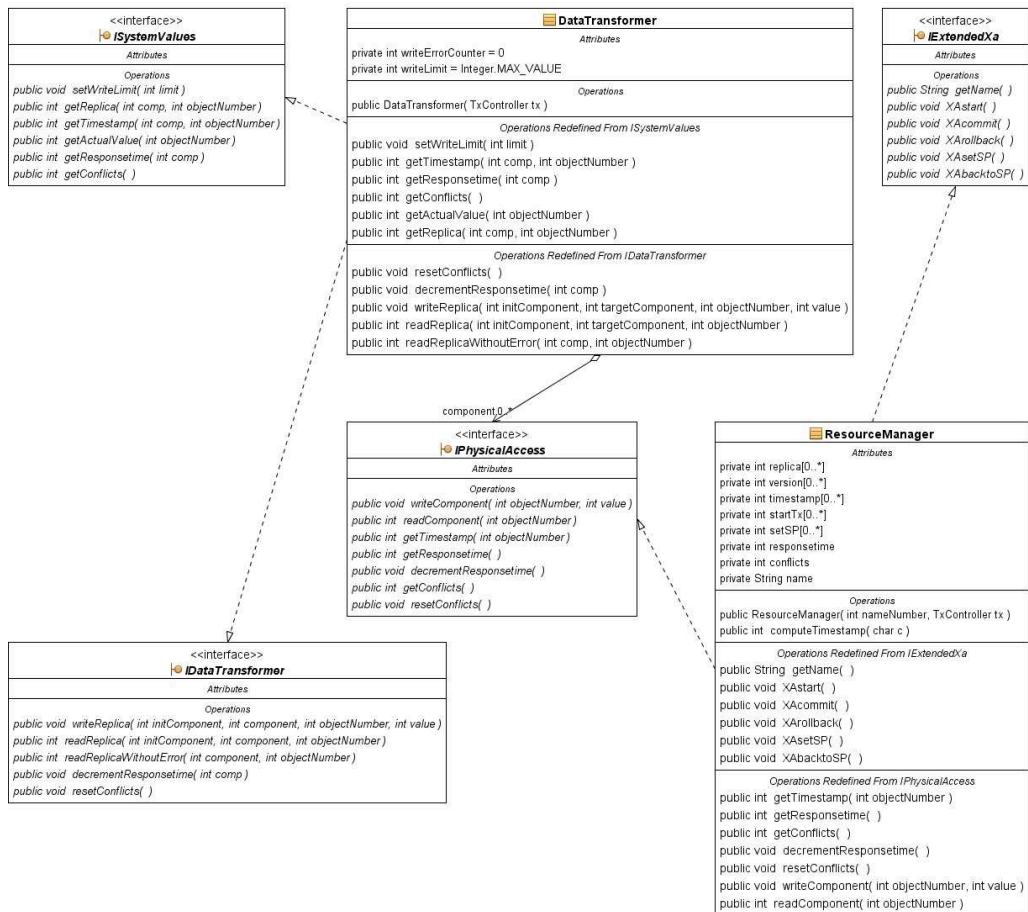 <<interface>>
ISystemValues
Attributes
Operations
public void setWriteLimit( int limit )
public int getReplica( int comp, int objectNumber )
public int getTimestamp( int comp, int objectNumber )
public int getActualValue( int objectNumber )
public int getResponsetime( int comp )
public int getConflicts( )
DataTransformer
Attributes
private int writeErrorCounter = 0
private int writeLimit = Integer.MAX_VALUE
Operations
public DataTransformer( TxController tx )
Operations Redefined From ISystemValues
public void setWriteLimit( int limit )
public int getTimestamp( int comp, int objectNumber )
public int getResponsetime( int comp )
public int getConflicts( )
public int getActualValue( int objectNumber )
public int getReplica( int comp, int objectNumber )
Operations Redefined From IDataTransformer
public void resetConflicts( )
public void decrementResponsetime( int comp )
public void writeReplica( int initComponent, int targetComponent, int objectNumber, int value )
public int readReplica( int initComponent, int targetComponent, int objectNumber )
public int readReplicaWithoutError( int comp, int objectNumber )
<<interface>>
IExtendedXa
Attributes
Operations
public String getName( )
public void XAstart( )
public void XAcommit( )
public void XArollback( )
public void XAsetSP( )
public void XAbacktoSP( )
component,0..*
<<interface>>
IPhysicalAccess
Attributes
Operations
public void writeComponent( int objectNumber, int value )
public int readComponent( int objectNumber )
public int getTimestamp( int objectNumber )
public int getResponsetime( )
public void decrementResponsetime( )
public int getConflicts( )
public void resetConflicts( )
ResourceManager
Attributes
private int replica[0..*]
private int version[0..*]
private int timestamp[0..*]
private int startTx[0..*]
private int setSP[0..*]
private int responsetime
private int conflicts
private String name
Operations
public ResourceManager( int nameNumber, TxController tx )
public int computeTimestamp( char c )
Operations Redefined From IExtendedXa
public String getName( )
public void XAstart( )
public void XAcommit( )
public void XArollback( )
public void XAsetSP( )
public void XAbacktoSP( )
Operations Redefined From IPhysicalAccess
public int getTimestamp( int objectNumber )
public int getResponsetime( )
public int getConflicts( )
public void decrementResponsetime( )
public void resetConflicts( )
public void writeComponent( int objectNumber, int value )
public int readComponent( int objectNumber )
<<interface>>
IDataTransformer
Attributes
Operations
public void writeReplica( int initComponent, int component, int objectNumber, int value )
public int readReplica( int initComponent, int component, int objectNumber )
public int readReplicaWithoutError( int component, int objectNumber )
public void decrementResponsetime( int comp )
public void resetConflicts( )